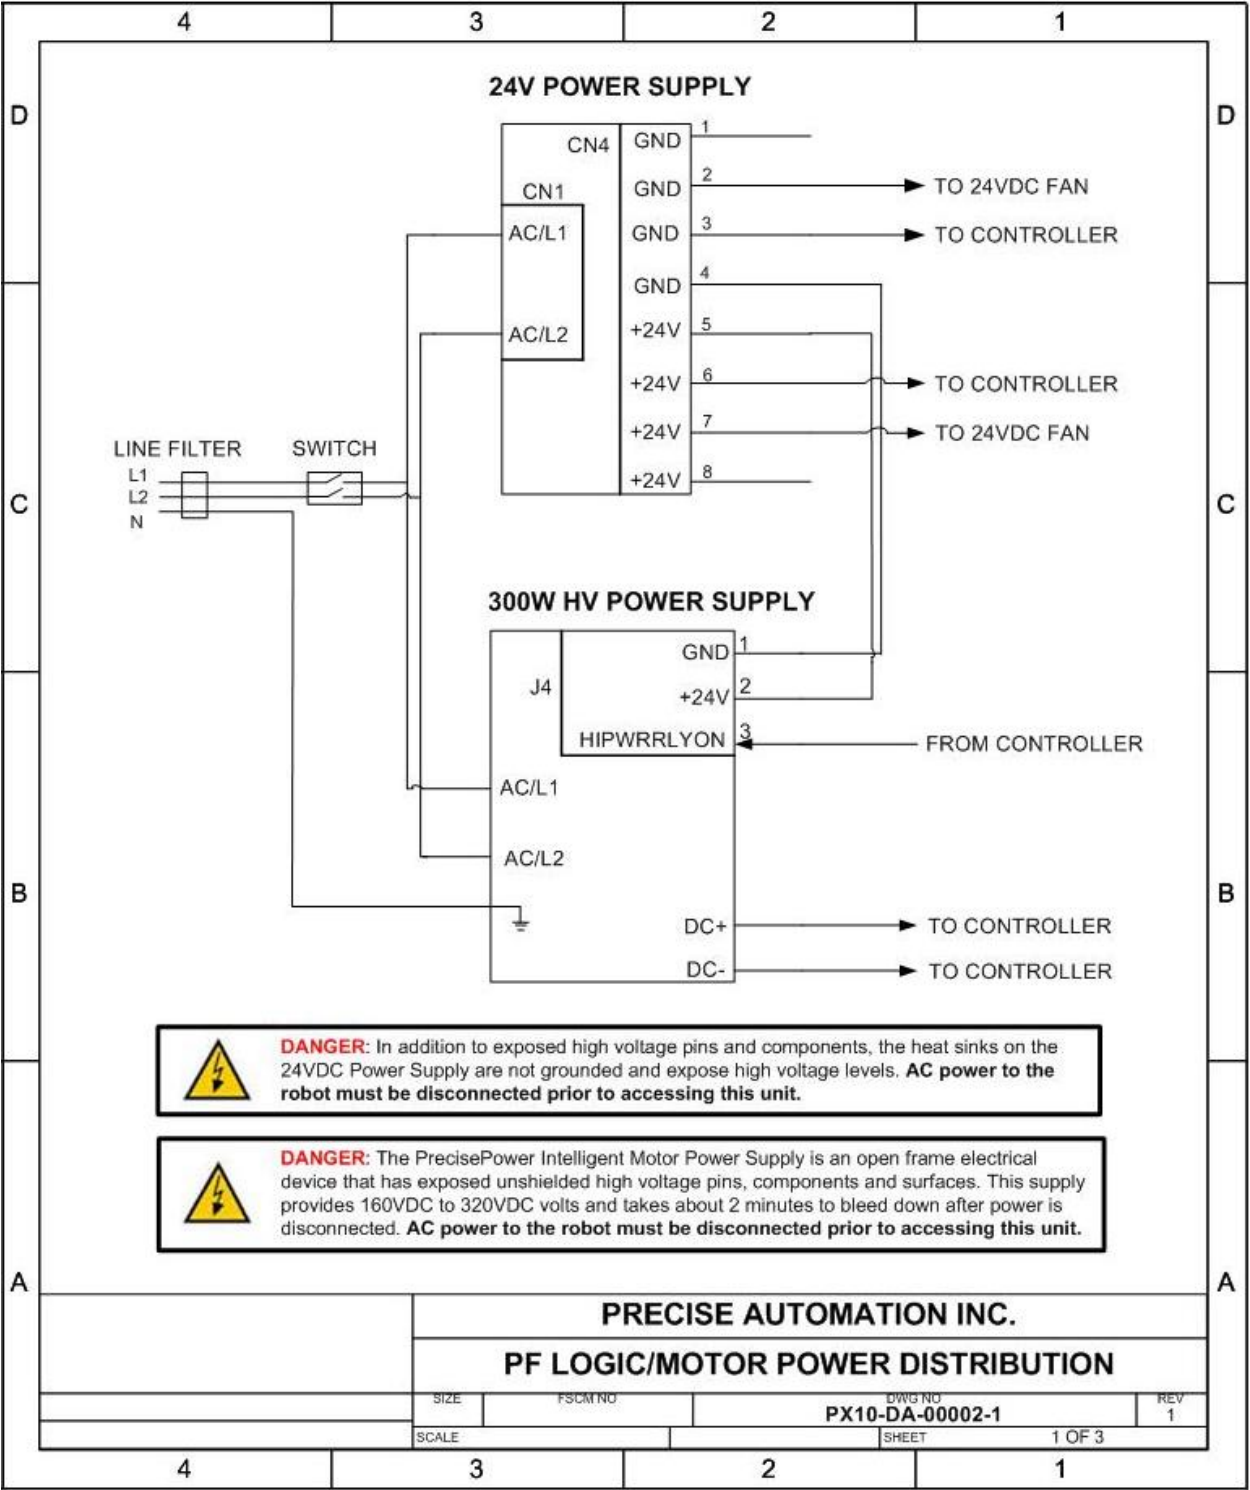 4 3 2 1
24V POWER SUPPLY
D D
CN4 GND 1
CN1 GND 2 TO 24VDC FAN
AC/L1 GND 3 TO CONTROLLER
GND 4
AC/L2 +24V 5
+24V 6 TO CONTROLLER
+24V 7 TO 24VDC FAN
LINE FILTER SWITCH
L1 +24V 8
L2
C C
N
300W HV POWER SUPPLY
GND 1
J4 +24V 2
HIPWRRLYON 3 FROM CONTROLLER
AC/L1
AC/L2
B B
DC+ TO CONTROLLER
DC- TO CONTROLLER
DANGER: In addition to exposed high voltage pins and components, the heat sinks on the
24VDC Power Supply are not grounded and expose high voltage levels. AC power to the
robot must be disconnected prior to accessing this unit.
DANGER: The PrecisePower Intelligent Motor Power Supply is an open frame electrical
device that has exposed unshielded high voltage pins, components and surfaces. This supply
provides 160VDC to 320VDC volts and takes about 2 minutes to bleed down after power is
disconnected. AC power to the robot must be disconnected prior to accessing this unit.
A A
PRECISE AUTOMATION INC.
PF LOGIC/MOTOR POWER DISTRIBUTION
SIZE FSCM NO DWG NO REV
PX10-DA-00002-1 1
SCALE SHEET 1 OF 3
4 3 2 1